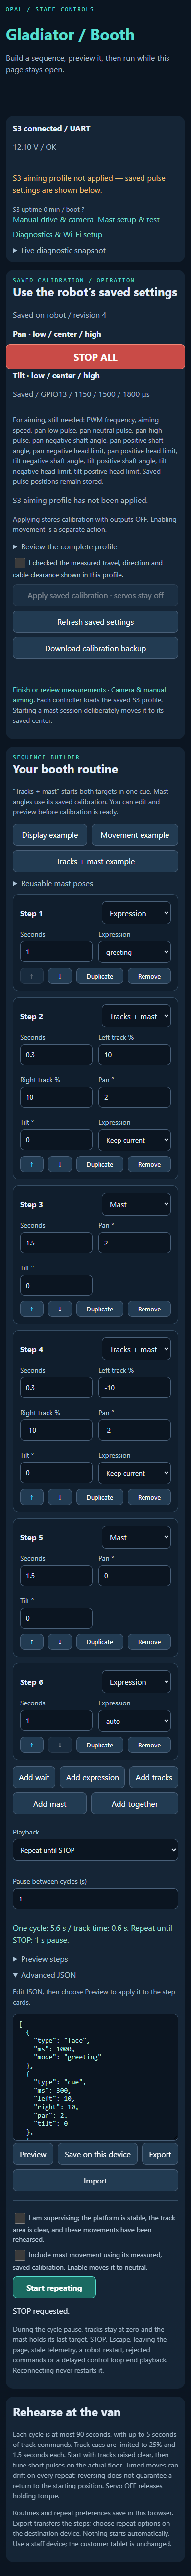 OPAL / STAFF CONTROLS
Gladiator / Booth
Build a sequence, preview it, then run while this
page stays open.
S3 connected / UART
12.10 V / OK
S3 aiming profile not applied — saved pulse
settings are shown below.
S3 uptime 0 min / boot ?
Manual drive & camera Mast setup & test
Diagnostics & Wi-Fi setup
▶ Live diagnostic snapshot
SAVED CALIBRATION / OPERATION
Use the robot's saved settings
Saved on robot / revision 4
Pan · low / center / high
STOP ALL
Tilt · low / center / high
Saved / GPIO13 / 1150 / 1500 / 1800 µs
For aiming, still needed: PWM frequency, aiming
speed, pan low pulse, pan neutral pulse, pan high
pulse, pan negative shaft angle, pan positive shaft
angle, pan negative head limit, pan positive head limit,
tilt negative shaft angle, tilt positive shaft angle, tilt
negative head limit, tilt positive head limit. Saved
pulse positions remain stored.
S3 aiming profile has not been applied.
Applying stores calibration with outputs OFF. Enabling
movement is a separate action.
▶ Review the complete profile
I checked the measured travel, direction and
cable clearance shown in this profile.
Apply saved calibration · servos stay off
Refresh saved settings
Download calibration backup
Finish or review measurements · Camera & manual
aiming. Each controller loads the saved S3 profile.
Starting a mast session deliberately moves it to its
saved center.
SEQUENCE BUILDER
Your booth routine
"Tracks + mast" starts both targets in one cue. Mast
angles use its saved calibration. You can edit and
preview before calibration is ready.
Display example Movement example
Tracks + mast example
▶ Reusable mast poses
Step 1 Expression
Seconds Expression
1 greeting
↑ ↓ Duplicate Remove
Step 2 Tracks + mast
Seconds Left track %
0.3 10
Right track % Pan °
10 2
Tilt ° Expression
0 Keep current
↑ ↓ Duplicate Remove
Step 3 Mast
Seconds Pan °
1.5 2
Tilt °
0
↑ ↓ Duplicate Remove
Step 4 Tracks + mast
Seconds Left track %
0.3 -10
Right track % Pan °
-10 -2
Tilt ° Expression
0 Keep current
↑ ↓ Duplicate Remove
Step 5 Mast
Seconds Pan °
1.5 0
Tilt °
0
↑ ↓ Duplicate Remove
Step 6 Expression
Seconds Expression
1 auto
↑ ↓ Duplicate Remove
Add wait Add expression Add tracks
Add mast Add together
Playback
Repeat until STOP
Pause between cycles (s)
1
One cycle: 5.6 s / track time: 0.6 s. Repeat until
STOP; 1 s pause.
▶ Preview steps
▼ Advanced JSON
Edit JSON, then choose Preview to apply it to the step
cards.
[
{
"type": "face",
"ms": 1000,
"mode": "greeting"
},
{
"type": "cue",
"ms": 300,
"left": 10,
"right": 10,
"pan": 2,
"tilt": 0
},
Preview Save on this device Export
Import
I am supervising; the platform is stable, the track
area is clear, and these movements have been
rehearsed.
Include mast movement using its measured,
saved calibration. Enable moves it to neutral.
Start repeating
STOP requested.
During the cycle pause, tracks stay at zero and the
mast holds its last target. STOP, Escape, leaving the
page, stale telemetry, a robot restart, rejected
commands or a delayed control loop end playback.
Reconnecting never restarts it.
Rehearse at the van
Each cycle is at most 90 seconds, with up to 5 seconds
of track commands. Track cues are limited to 25% and
1.5 seconds each. Start with tracks raised clear, then
tune short pulses on the actual floor. Timed moves can
drift on every repeat; reversing does not guarantee a
return to the starting position. Servo OFF releases
holding torque.
Routines and repeat preferences save in this browser.
Export transfers the steps; choose repeat options on
the destination device. Nothing starts automatically.
Use a staff device; the customer tablet is unchanged.